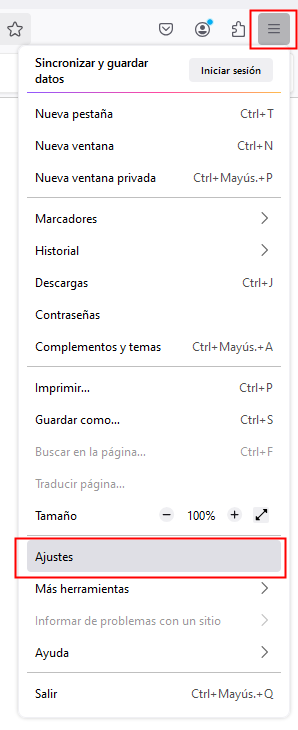 Sincronizar y guardar
datos
Iniciar sesión
Nueva pestaña Ctrl+T
Nueva ventana Ctrl+N
Nueva ventana privada Ctrl+Mayús.+P
Marcadores
Historial
Descargas Ctrl+J
Contraseñas
Complementos y temas Ctrl+Mayús.+A
Imprimir... Ctrl+P
Guardar como... Ctrl+S
Buscar en la página... Ctrl+F
Traducir página...
Tamaño 100%
Ajustes
Más herramientas
Informar de problemas con un sitio
Ayuda
Salir Ctrl+Mayús.+Q